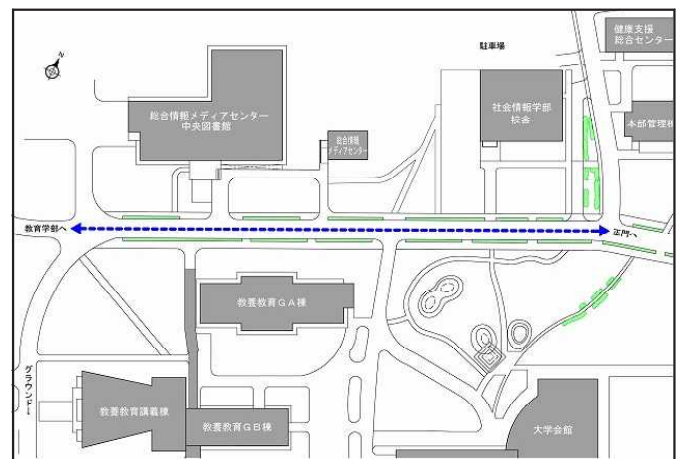 N
駐車場
健康支援
総合センター
総合情報メディアセンター
中央図書館
総合情報
メディアセンター
社会情報学部
校舎
本部管理棟
教育学部へ
正門へ
教養教育GA棟
グラウンド↓
教養教育講義棟
教養教育GB棟
大学会館